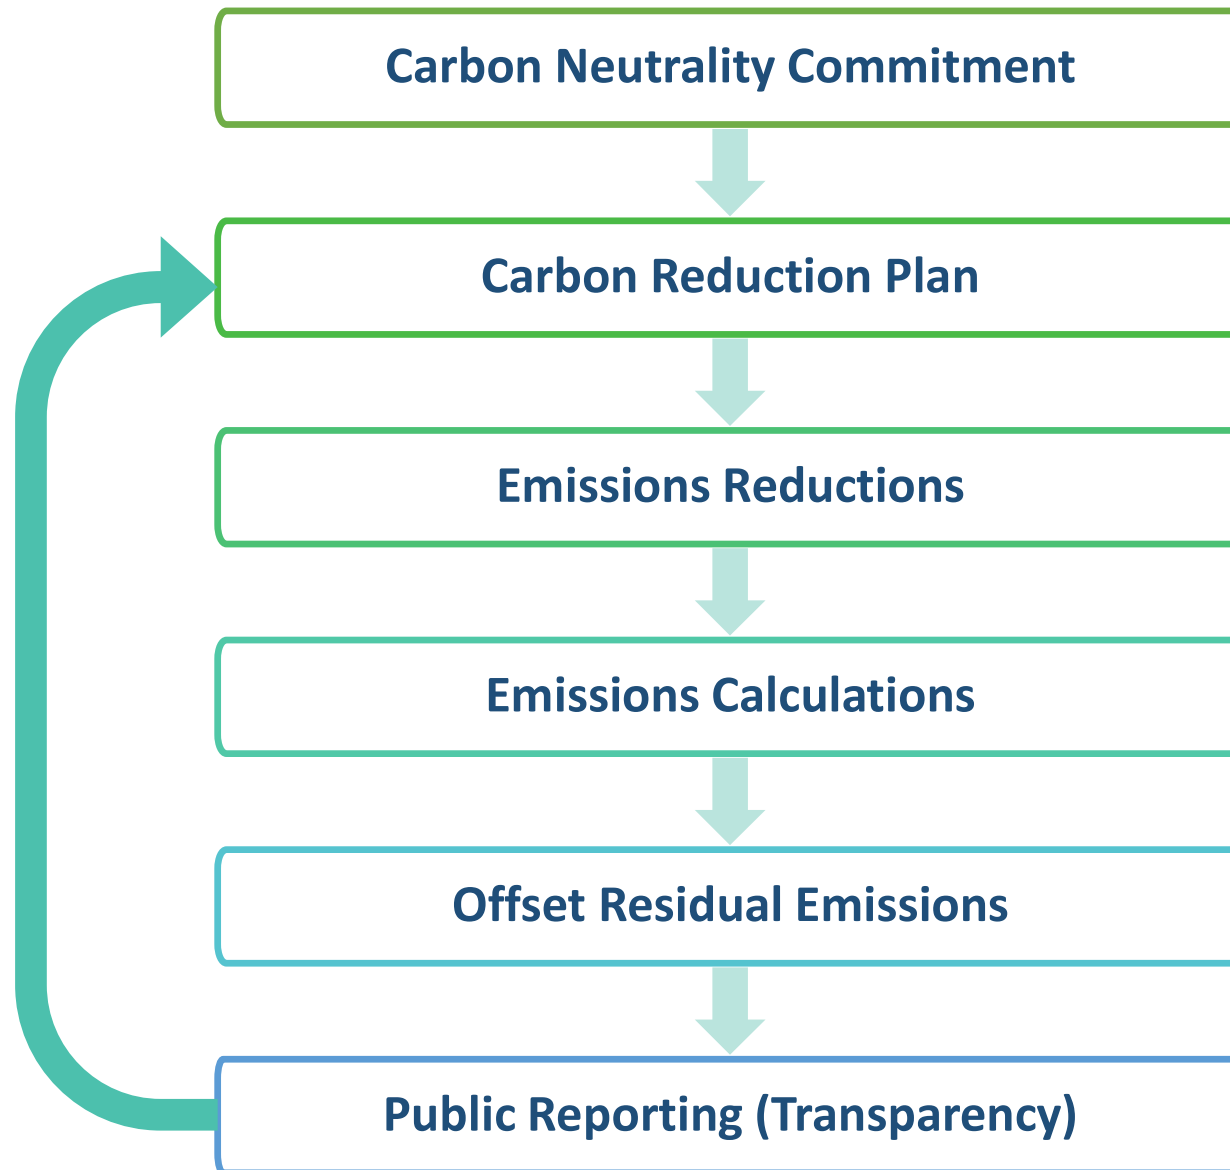 Carbon Neutrality Commitment
Carbon Reduction Plan
Emissions Reductions
Emissions Calculations
Offset Residual Emissions
Public Reporting (Transparency)